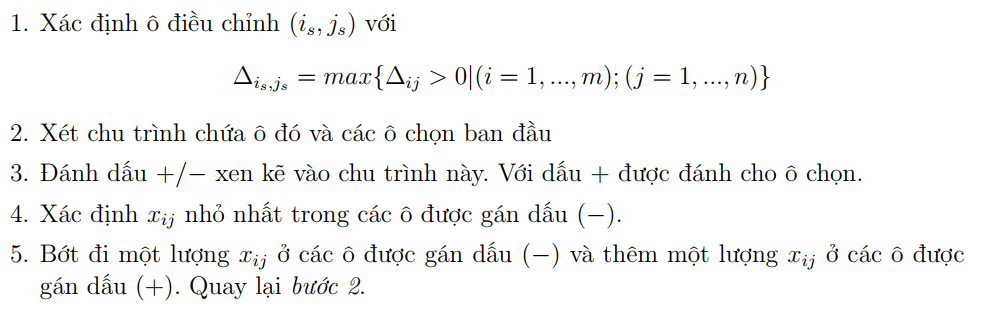 1. Xác định ô điều chỉnh (i_s, j_s) với
Δ_{i_s,j_s} = max{Δ_{ij} > 0|(i = 1, ..., m); (j = 1, ..., n)}
2. Xét chu trình chứa ô đó và các ô chọn ban đầu
3. Đánh dấu +/− xen kẽ vào chu trình này. Với dấu + được đánh cho ô chọn.
4. Xác định x_{ij} nhỏ nhất trong các ô được gán dấu (−).
5. Bớt đi một lượng x_{ij} ở các ô được gán dấu (−) và thêm một lượng x_{ij} ở các ô được
gán dấu (+). Quay lại bước 2.